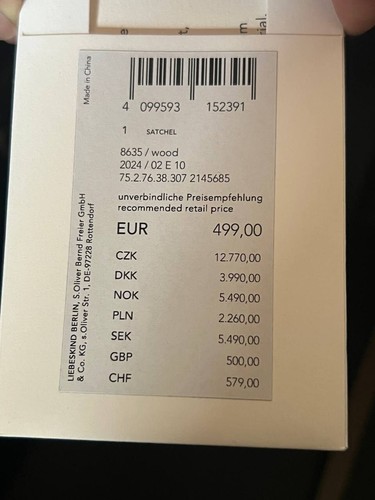 Made in China
4 099593 152391
1 SATCHEL
8635 / wood
2024 / 02 E 10
75.2.76.38.307 2145685
unverbindliche Preisempfehlung
recommended retail price
EUR 499,00
CZK 12.770,00
DKK 3.990,00
NOK 5.490,00
PLN 2.260,00
SEK 5.490,00
GBP 500,00
CHF 579,00
LIEBESKIND BERLIN, S.Oliver Bernd Freier GmbH
& Co. KG, s.Oliver Str. 1, DE-97228 Rottendorf